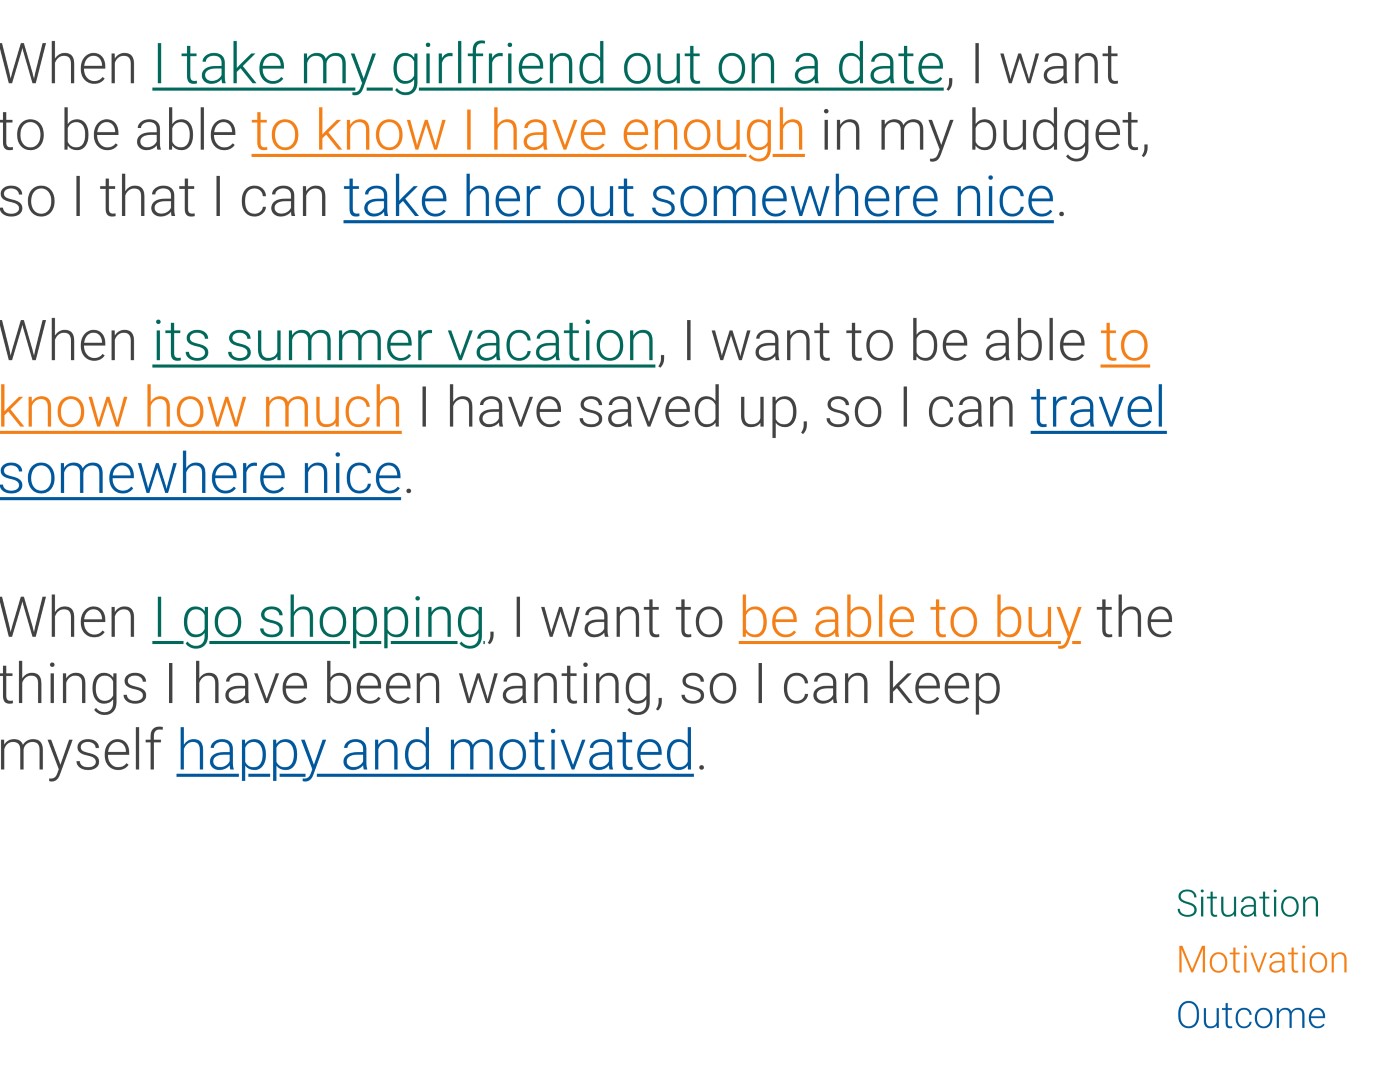 When I take my girlfriend out on a date, I want
to be able to know I have enough in my budget,
so I that I can take her out somewhere nice.
When its summer vacation, I want to be able to
know how much I have saved up, so I can travel
somewhere nice.
When I go shopping, I want to be able to buy the
things I have been wanting, so I can keep
myself happy and motivated.
Situation
Motivation
Outcome